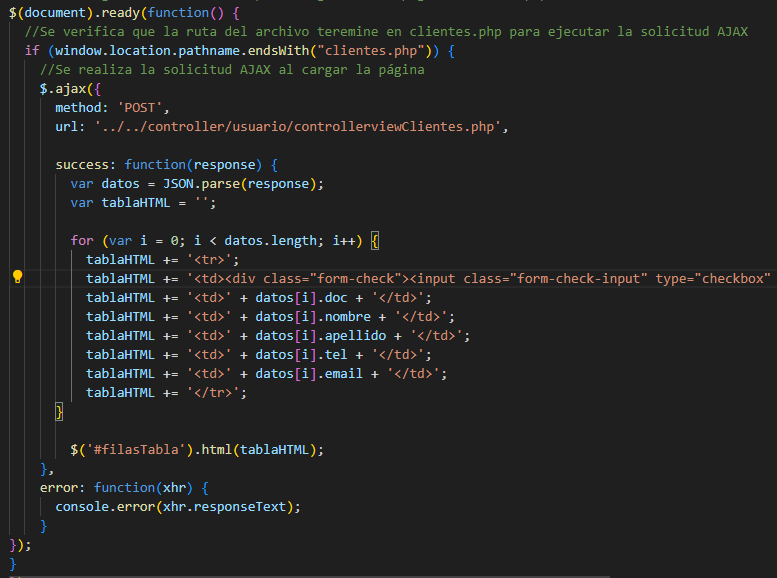 $(document).ready(function() {
//Se verifica que la ruta del archivo teremine en clientes.php para ejecutar la solicitud AJAX
if (window.location.pathname.endsWith("clientes.php")) {
//Se realiza la solicitud AJAX al cargar la página
$.ajax({
method: 'POST',
url: '../../controller/usuario/controllerviewClientes.php',
success: function(response) {
var datos = JSON.parse(response);
var tablaHTML = '';
for (var i = 0; i < datos.length; i++) {
tablaHTML += '<tr>';
tablaHTML += '<td><div class="form-check"><input class="form-check-input" type="checkbox"
tablaHTML += '<td>' + datos[i].doc + '</td>';
tablaHTML += '<td>' + datos[i].nombre + '</td>';
tablaHTML += '<td>' + datos[i].apellido + '</td>';
tablaHTML += '<td>' + datos[i].tel + '</td>';
tablaHTML += '<td>' + datos[i].email + '</td>';
tablaHTML += '</tr>';
}
$('#filasTabla').html(tablaHTML);
},
error: function(xhr) {
console.error(xhr.responseText);
}
});
}